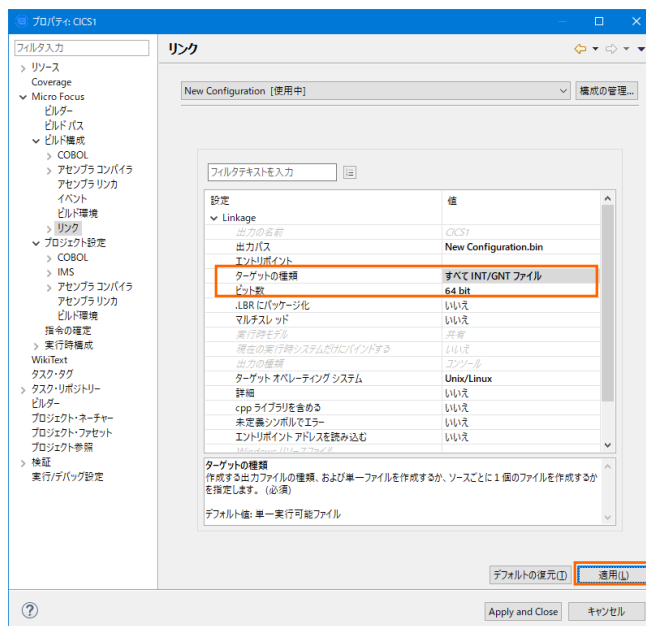 プロパティ: CICS1
フィルタ入力
リソース
Coverage
Micro Focus
ビルダー
ビルド パス
ビルド構成
COBOL
アセンブラ コンパイラ
アセンブラ リンカ
イベント
ビルド環境
リンク
プロジェクト設定
COBOL
IMS
アセンブラ コンパイラ
アセンブラ リンカ
ビルド環境
指令の確定
実行時構成
WikiText
タスク・タグ
タスク・リポジトリー
ビルダー
プロジェクト・ネーチャー
プロジェクト・ファセット
プロジェクト参照
検証
実行/デバッグ設定
リンク
New Configuration [使用中]
構成の管理...
フィルタテキストを入力
設定 値
Linkage
出力の名前 CICS1
出力パス New Configuration.bin
エントリポイント
ターゲットの種類 すべて INT/GNT ファイル
ビット数 64 bit
.LBR にパッケージ化 いいえ
マルチスレッド いいえ
実行時モデル 共有
現在の実行時システムだけにバインドする いいえ
出力の種類 コンソール
ターゲット オペレーティング システム Unix/Linux
詳細 いいえ
cpp ライブラリを含める いいえ
未定義シンボルでエラー いいえ
エントリポイント アドレスを読み込む いいえ
Windows リソースファイル
ターゲットの種類
作成する出力ファイルの種類、および単一ファイルを作成するか、ソースごとに 1 個のファイルを作成するか
を指定します。 (必須)
デフォルト値: 単一実行可能ファイル
デフォルトの復元(T) 適用(L)
Apply and Close キャンセル